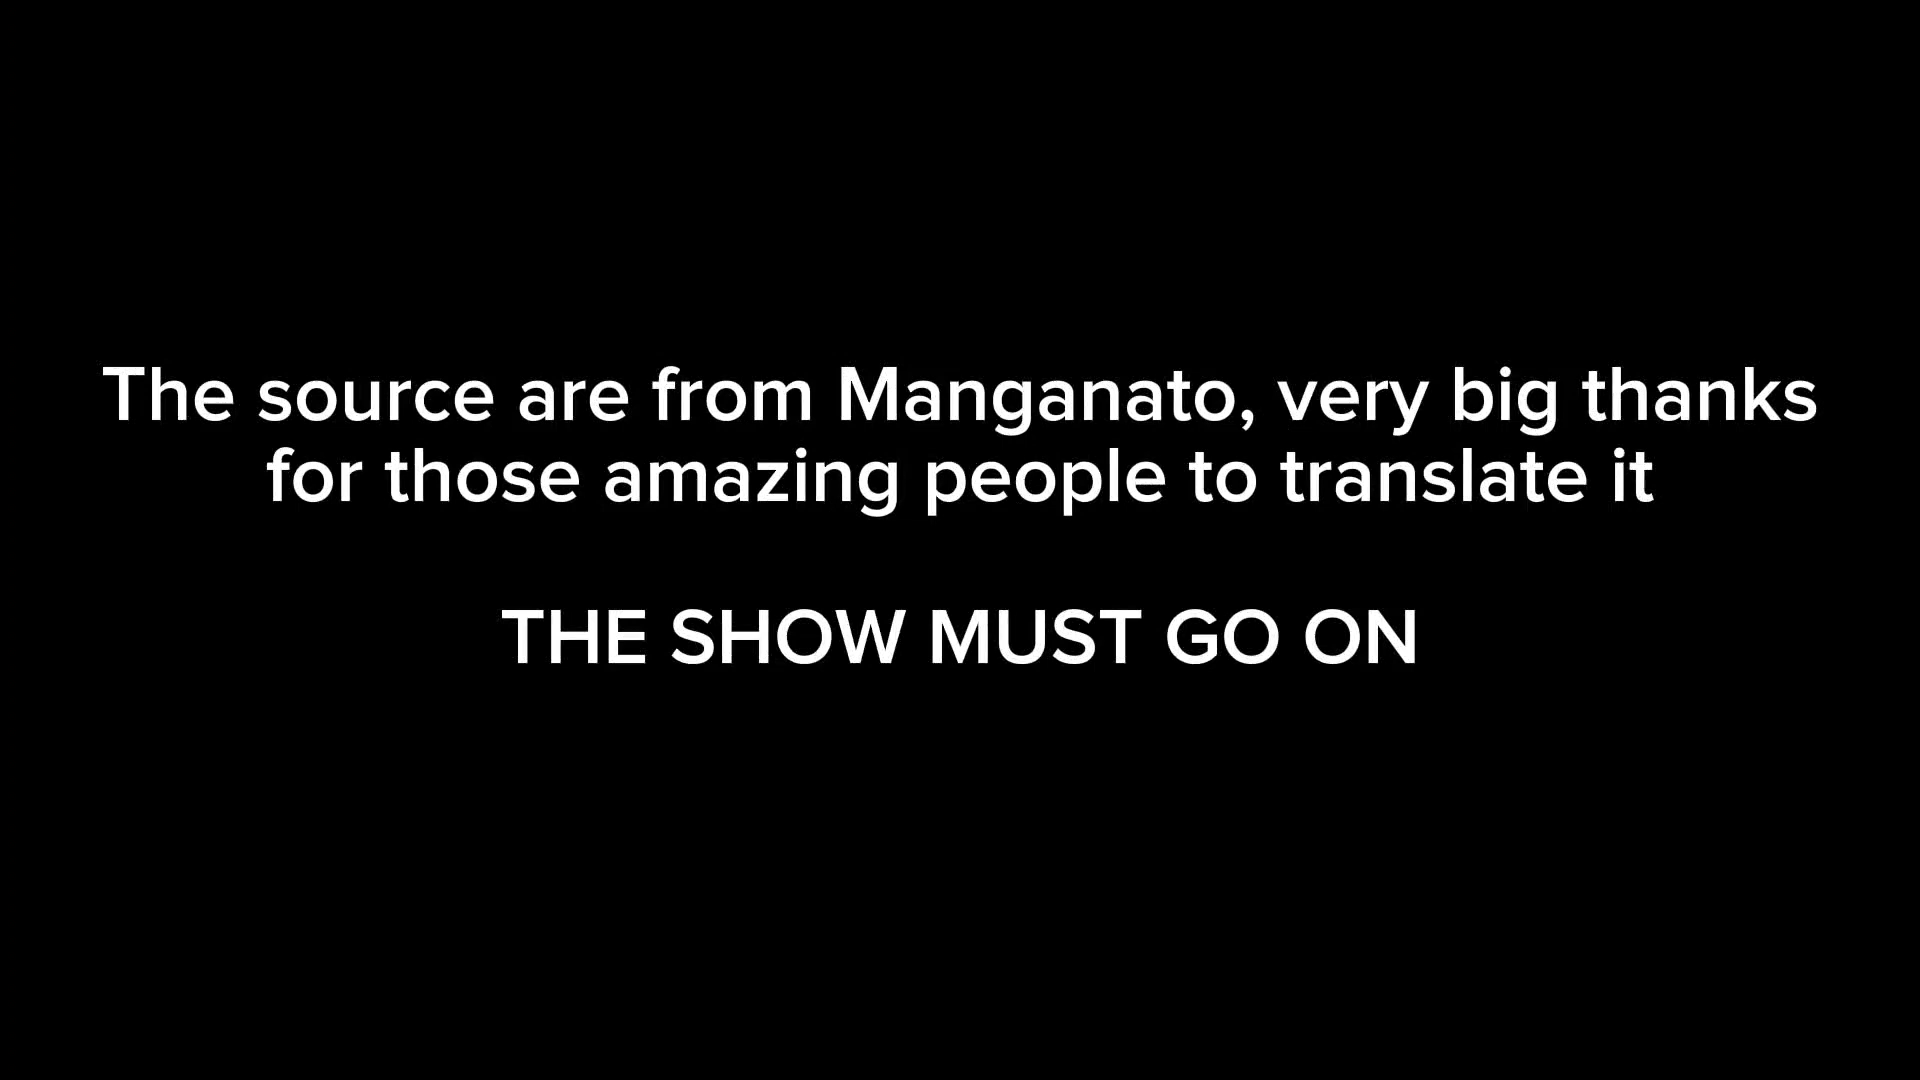 The source are from Manganato, very big thanks
for those amazing people to translate it
THE SHOW MUST GO ON